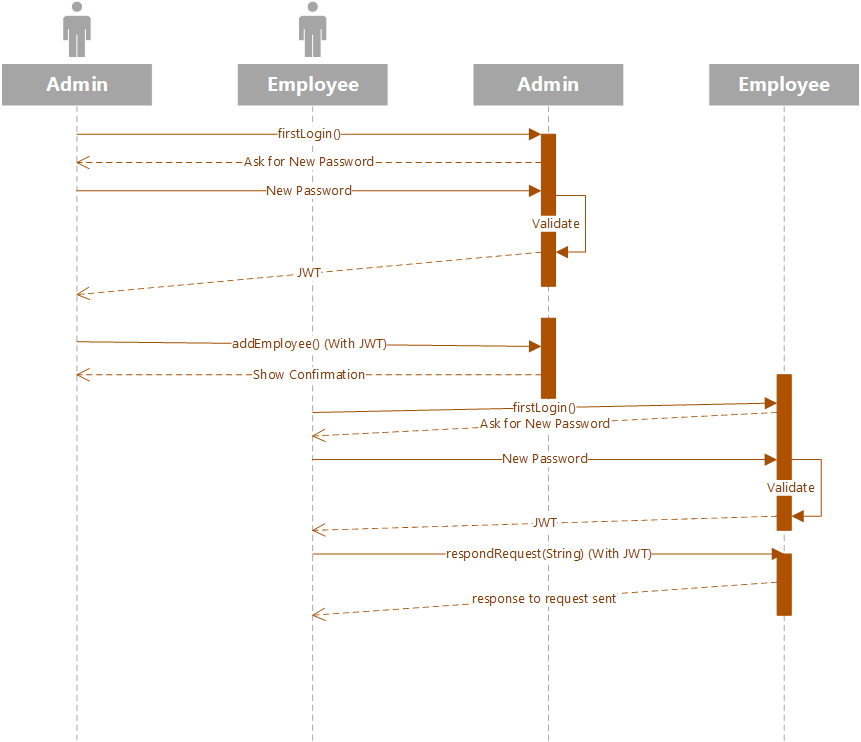 Admin
Employee
Admin
Employee
firstLogin()
Ask for New Password
New Password
Validate
JWT
addEmployee() (With JWT)
Show Confirmation
firstLogin()
Ask for New Password
New Password
Validate
JWT
respondRequest(String) (With JWT)
response to request sent